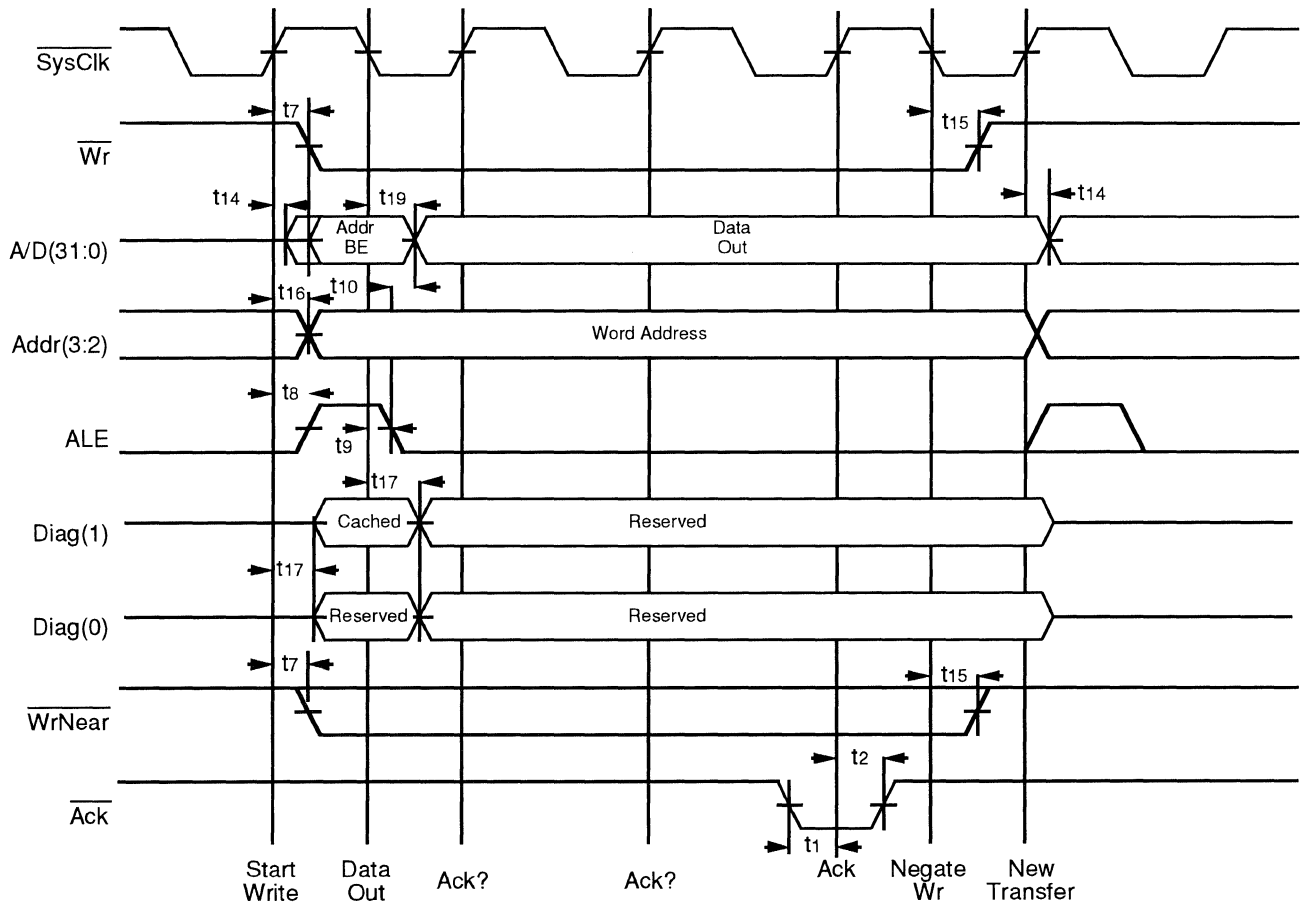 SysClk
t7
t15
Wr
t14
t19
t14
Addr
BE
Data
Out
A/D(31:0)
t16
t10
Word Address
Addr(3:2)
t8
ALE
t9
t17
Cached
Reserved
Diag(1)
t17
Reserved
Reserved
Diag(0)
t7
t15
WrNear
t2
Ack
t1
Start
Write
Data
Out
Ack?
Ack?
Ack
Negate
Wr
New
Transfer